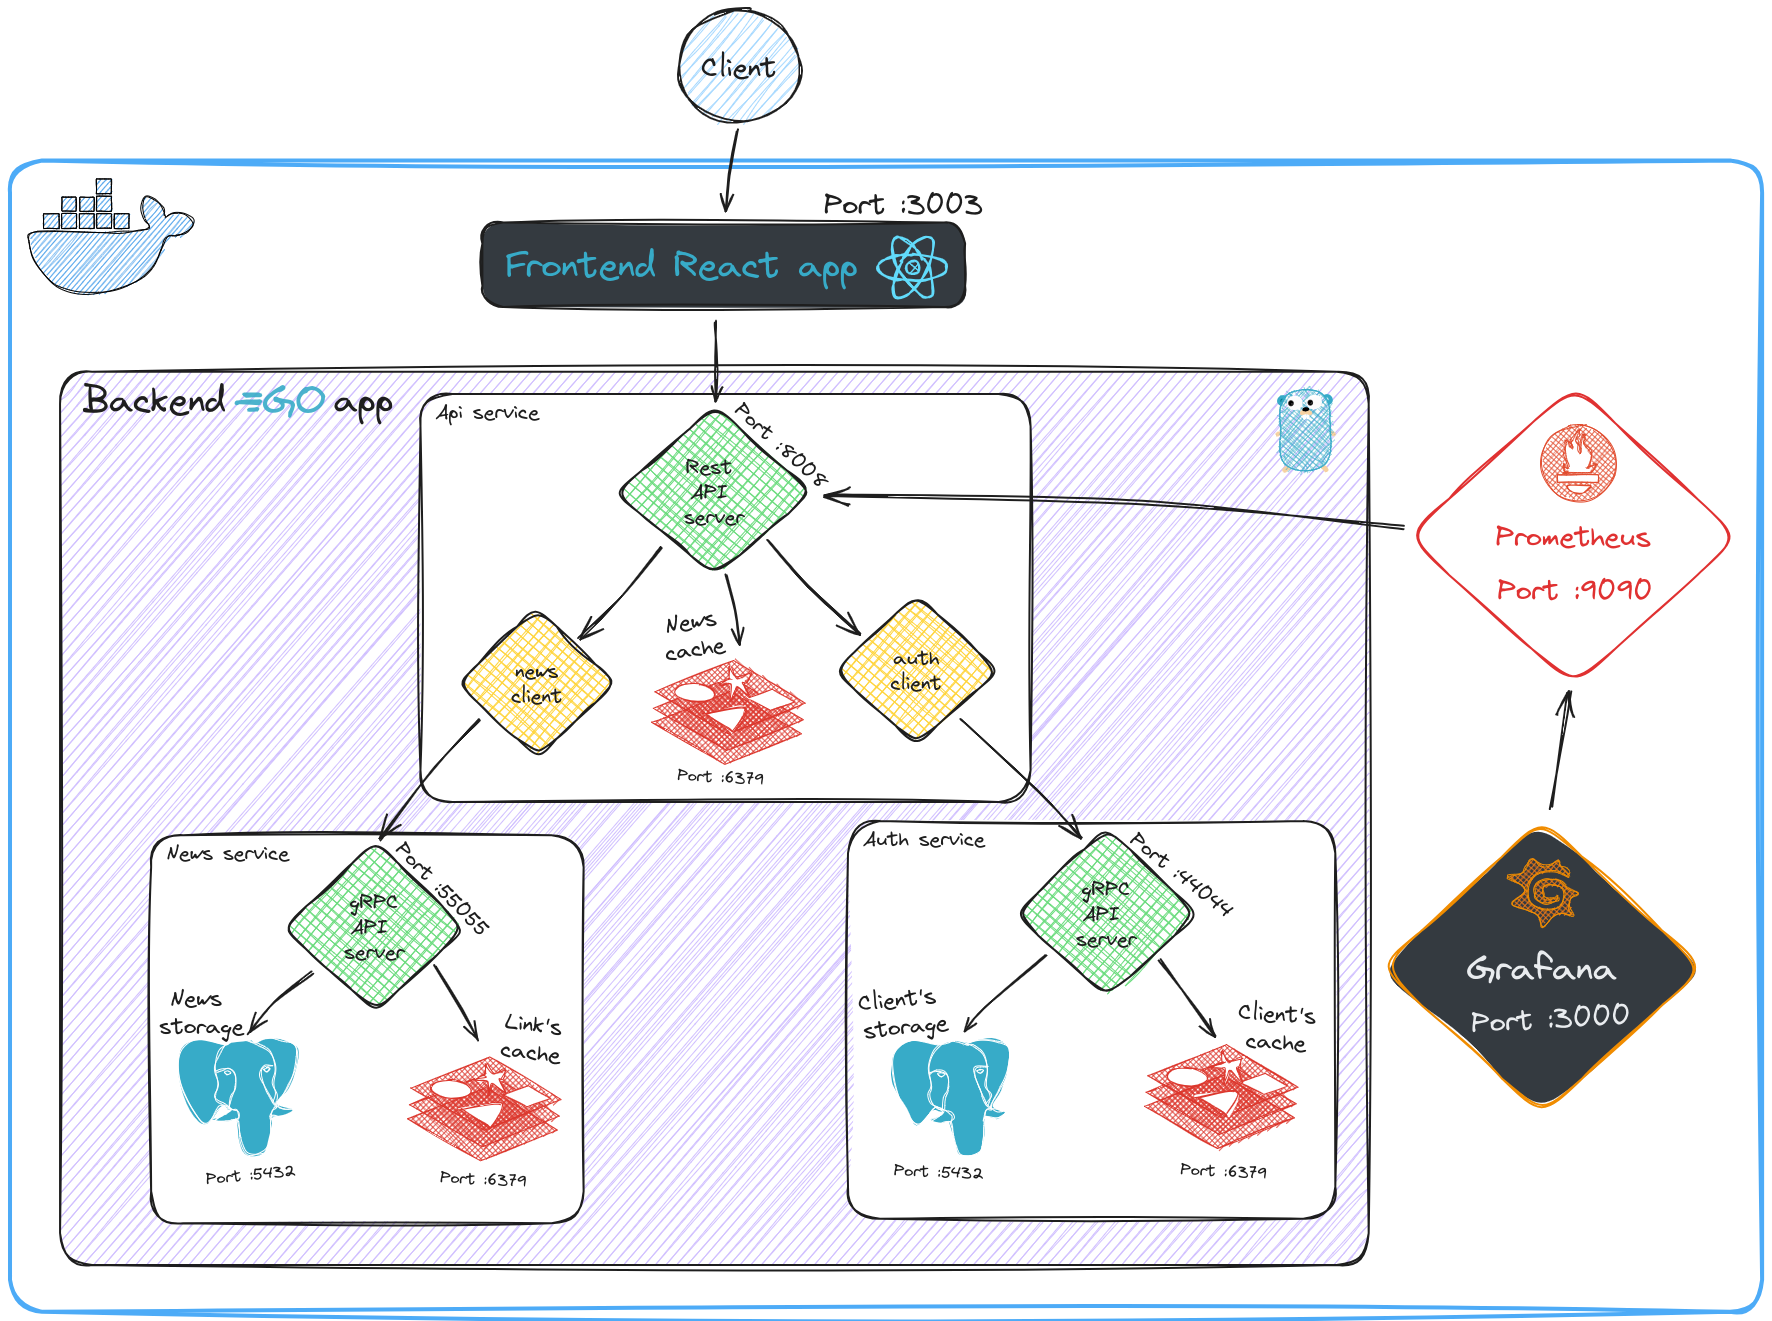 Client
Port :3003
Frontend React app
Backend GO app
Api service
Port :8008
Rest
API
server
Prometheus
Port :9090
News
cache
news
client
auth
client
Port :6379
News service
Port :55055
gRPC
API
server
News
storage
Link's
cache
Port :5432
Port :6379
Auth service
Port :44044
gRPC
API
server
Client's
storage
Client's
cache
Port :5432
Port :6379
Grafana
Port :3000